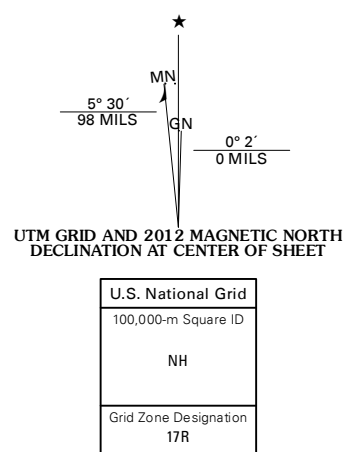 ★
MN
5° 30´
98 MILS
GN
0° 2´
0 MILS
UTM GRID AND 2012 MAGNETIC NORTH
DECLINATION AT CENTER OF SHEET
U.S. National Grid
100,000-m Square ID
NH
Grid Zone Designation
17R